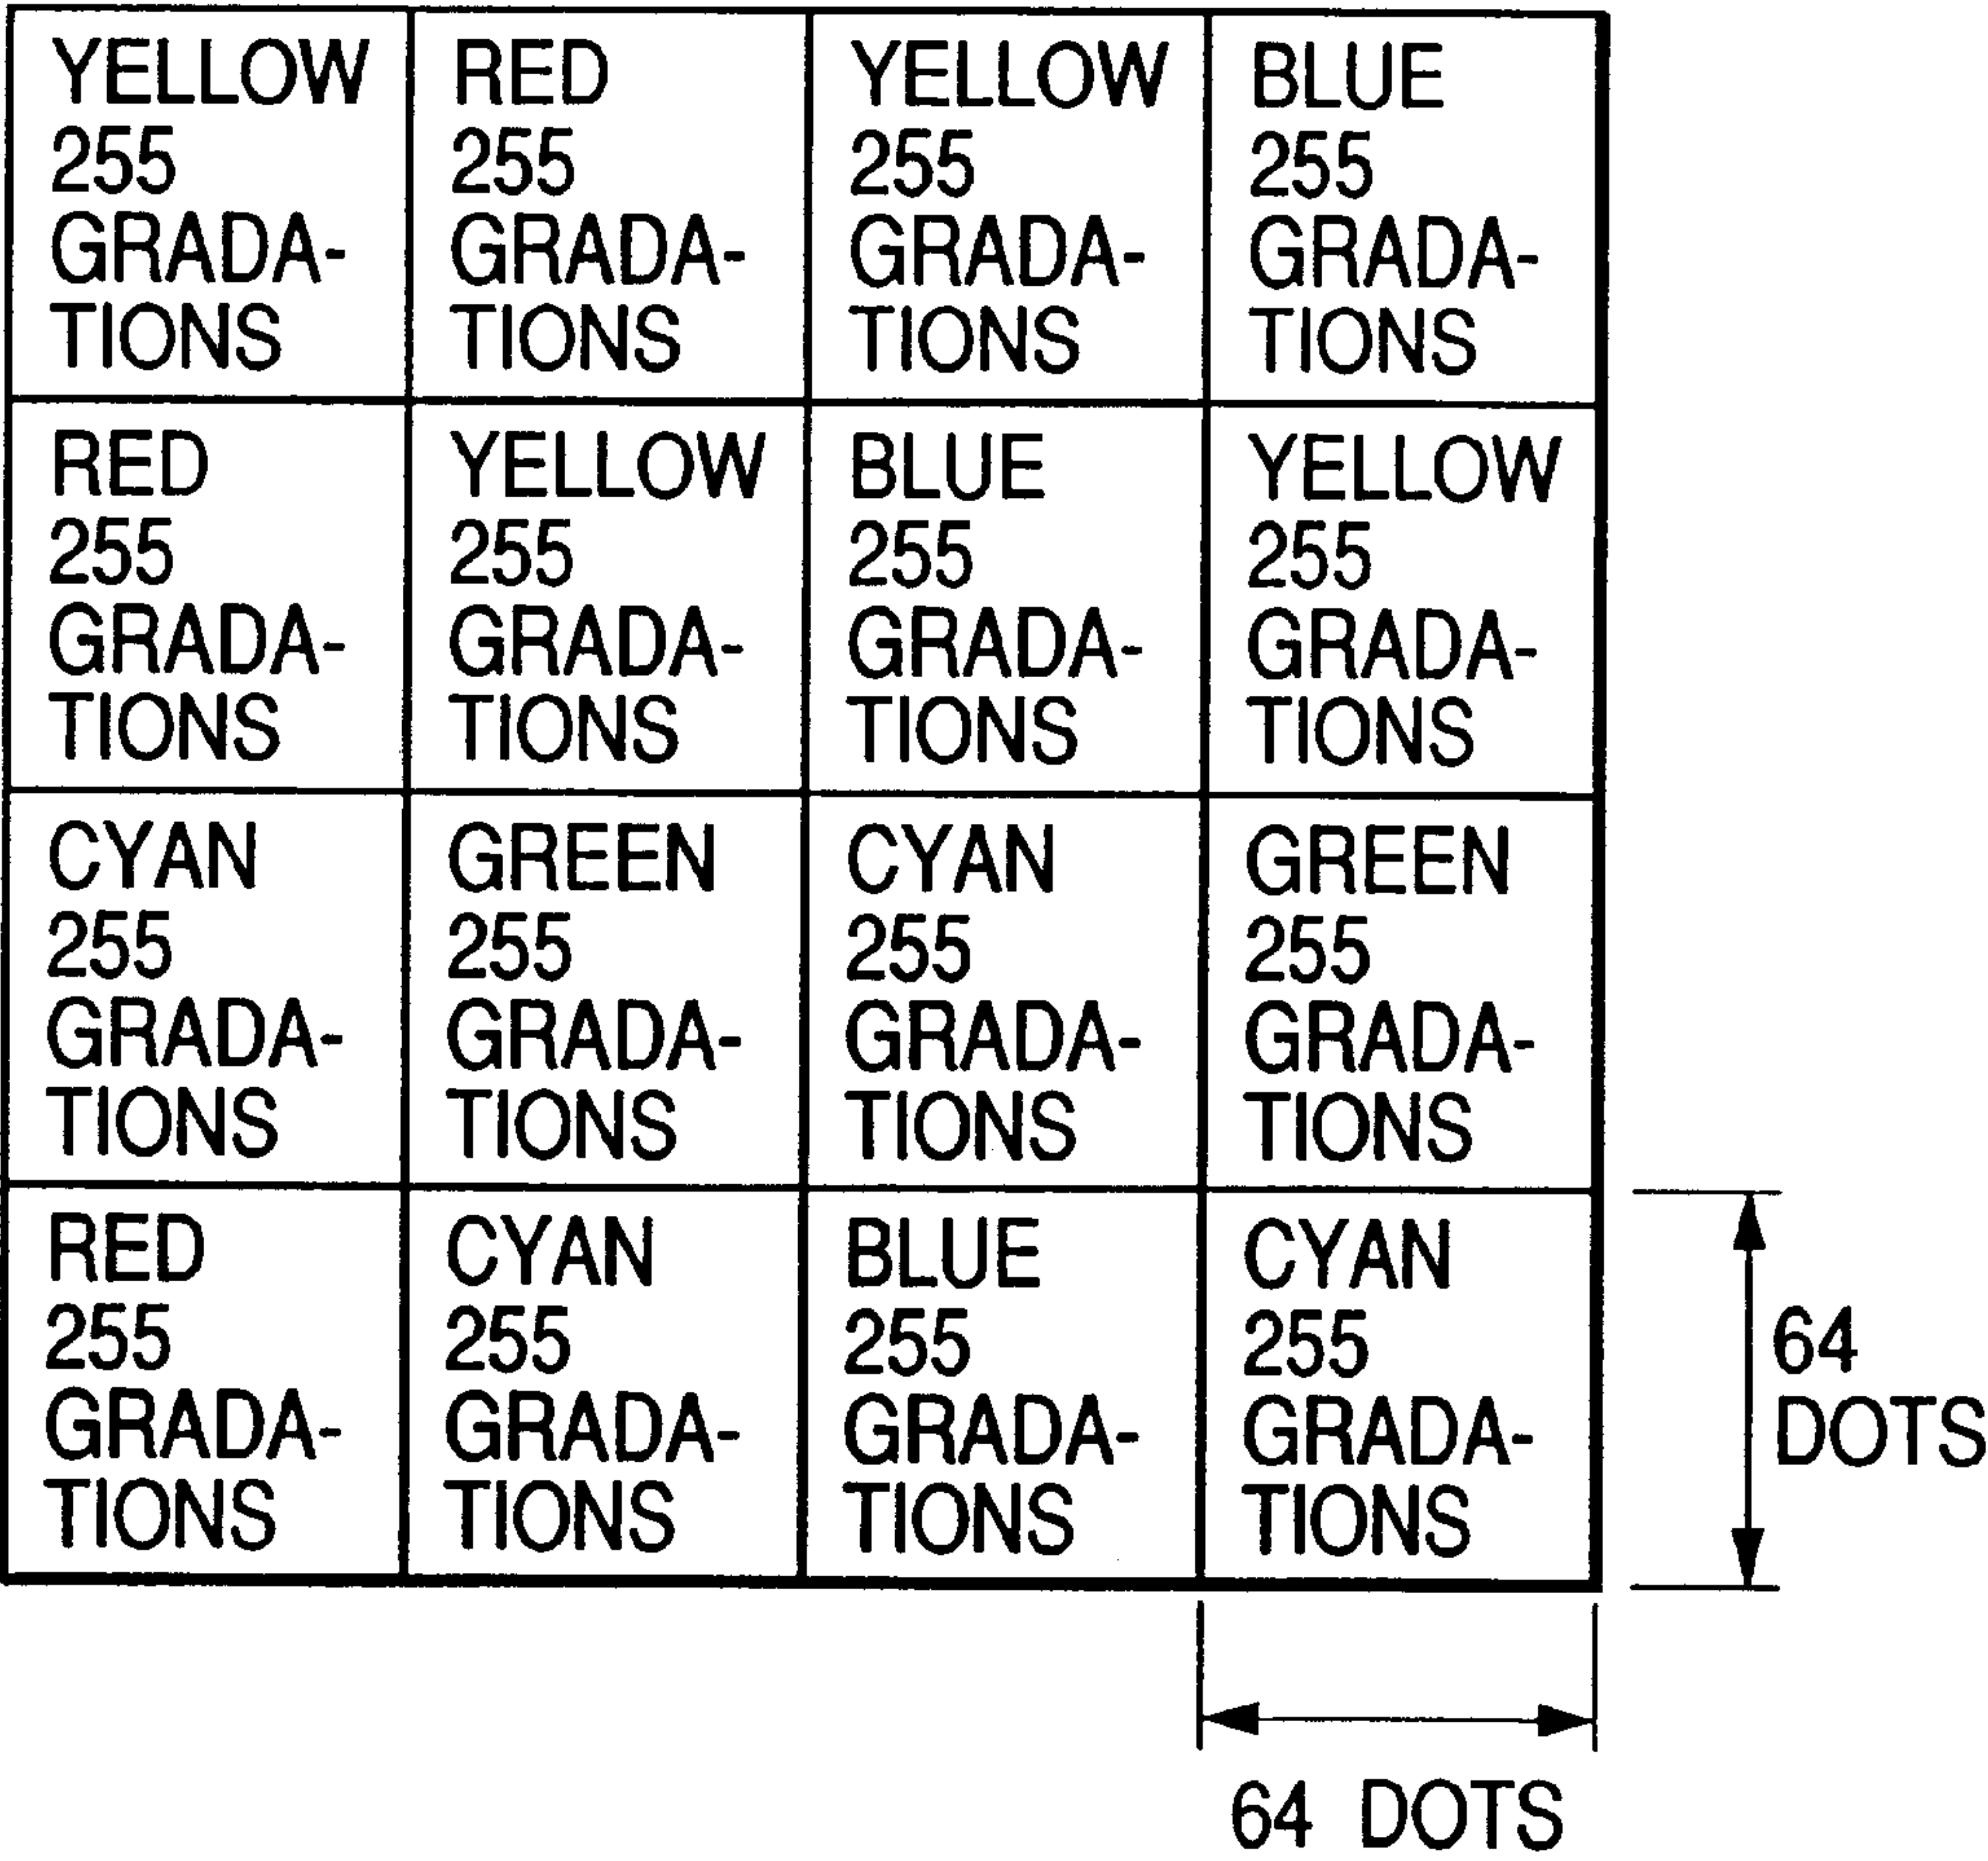 YELLOW
255
GRADA-
TIONS
RED
255
GRADA-
TIONS
YELLOW
255
GRADA-
TIONS
BLUE
255
GRADA-
TIONS
RED
255
GRADA-
TIONS
YELLOW
255
GRADA-
TIONS
BLUE
255
GRADA-
TIONS
YELLOW
255
GRADA-
TIONS
CYAN
255
GRADA-
TIONS
GREEN
255
GRADA-
TIONS
CYAN
255
GRADA-
TIONS
GREEN
255
GRADA-
TIONS
RED
255
GRADA-
TIONS
CYAN
255
GRADA-
TIONS
BLUE
255
GRADA-
TIONS
CYAN
255
GRADA-
TIONS
64
DOTS
64 DOTS